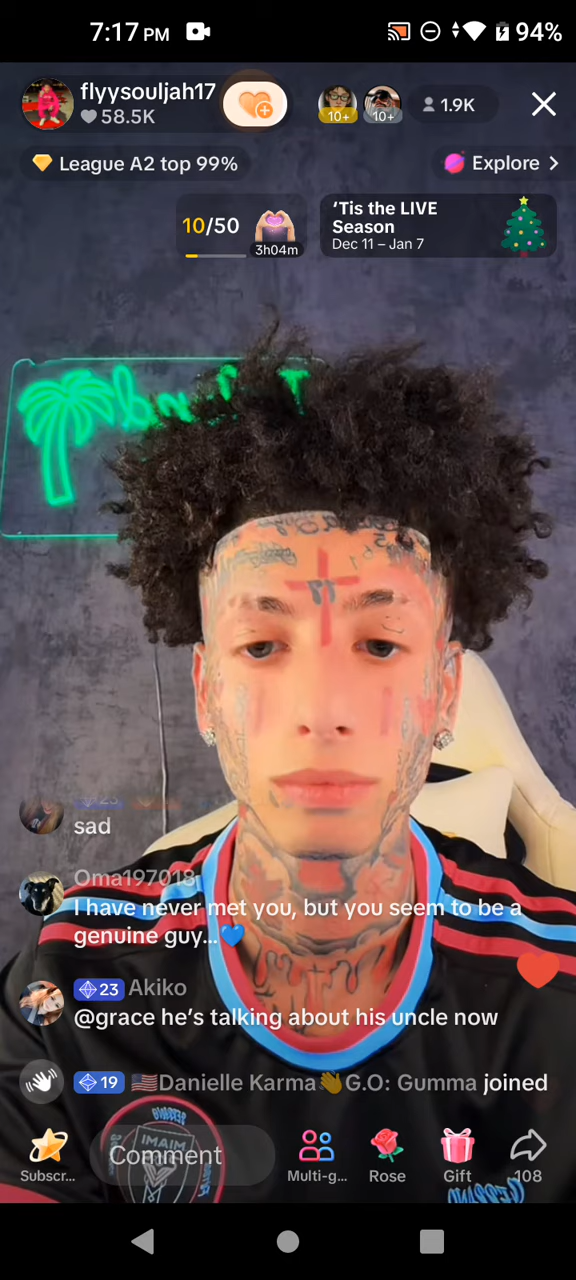 7:17 PM
94%
flyysouljah17
58.5K
10+
10+
1.9K
League A2 top 99%
Explore >
10/50
3h04m
‘Tis the LIVE
Season
Dec 11 – Jan 7
17
sad
Oma197018
I have never met you, but you seem to be a
genuine guy...💙
23 Akiko
@grace he’s talking about his uncle now
19 🇺🇸Danielle Karma👋G.O: Gumma joined
MIAMI
Subscr...
Comment
Multi-g...
Rose
Gift
108